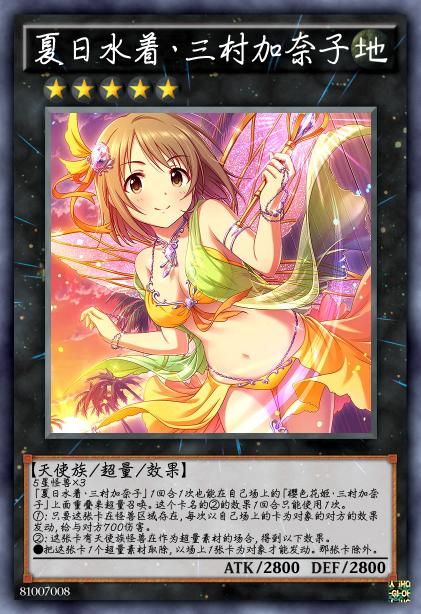 夏日水着·三村加奈子
地
【天使族/超量/效果】
5星怪兽×3
「夏日水着·三村加奈子」1回合1次也能在自己场上的「樱色花姬·三村加奈
子」上面重叠来超量召唤。这个卡名的②的效果1回合只能使用1次。
①：只要这张卡在怪兽区域存在，每次以自己场上的卡为对象的对方的效果
发动，给与对方700伤害。
②：这张卡有天使族怪兽在作为超量素材的场合，得到以下效果。
●把这张卡1个超量素材取除，以场上1张卡为对象才能发动。那张卡除外。
ATK/2800 DEF/2800
81007008